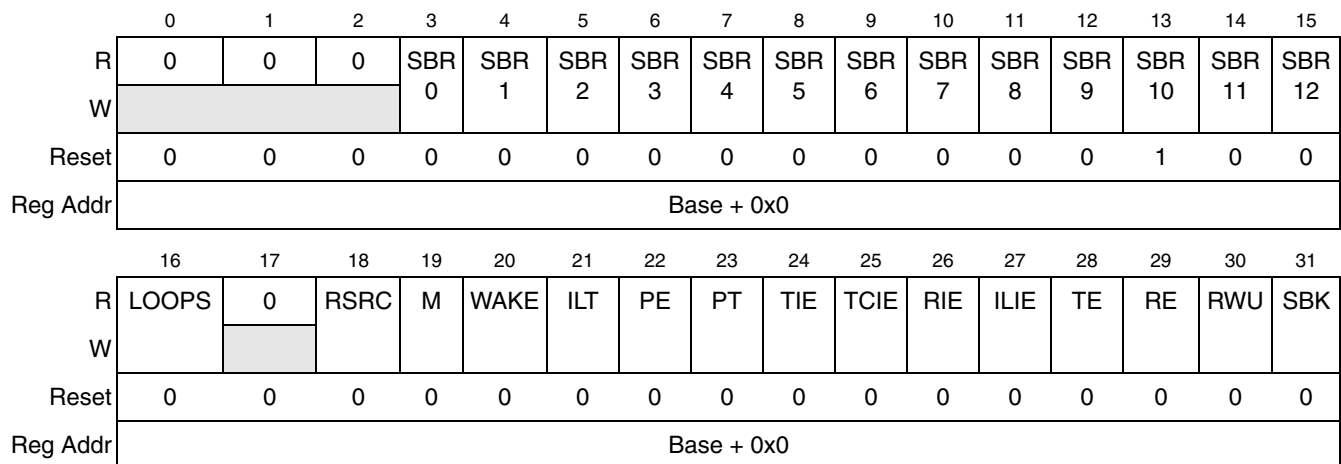 0 1 2 3 4 5 6 7 8 9 10 11 12 13 14 15
R 0 0 0 SBR 0 SBR 1 SBR 2 SBR 3 SBR 4 SBR 5 SBR 6 SBR 7 SBR 8 SBR 9 SBR 10 SBR 11 SBR 12
W
Reset 0 0 0 0 0 0 0 0 0 0 0 0 0 1 0 0
Reg Addr Base + 0x0
16 17 18 19 20 21 22 23 24 25 26 27 28 29 30 31
R LOOPS 0 RSRC M WAKE ILT PE PT TIE TCIE RIE ILIE TE RE RWU SBK
W
Reset 0 0 0 0 0 0 0 0 0 0 0 0 0 0 0 0
Reg Addr Base + 0x0